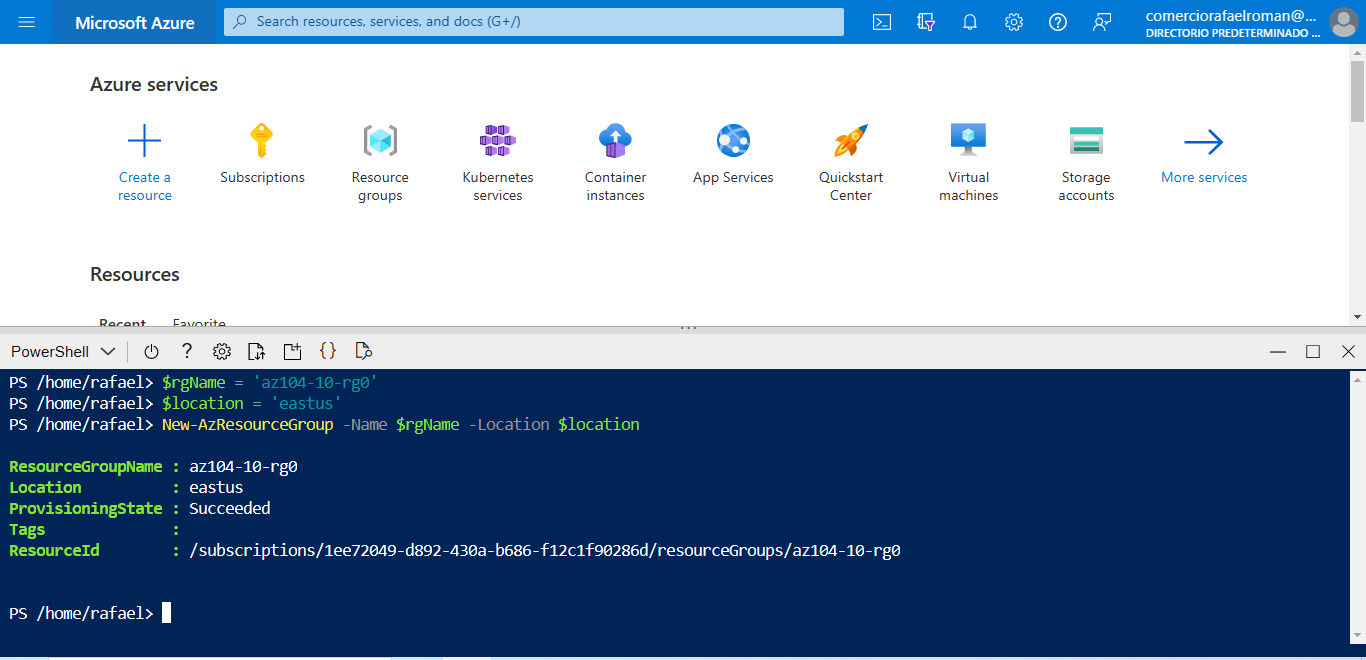 Microsoft Azure
Search resources, services, and docs (G+/)
comerciorafaelroman@...
DIRECTORIO PREDETERMINADO ...
Azure services
Create a resource
Subscriptions
Resource groups
Kubernetes services
Container instances
App Services
Quickstart Center
Virtual machines
Storage accounts
More services
Resources
Recent Favorite
PowerShell
PS /home/rafael> $rgName = 'az104-10-rg0'
PS /home/rafael> $location = 'eastus'
PS /home/rafael> New-AzResourceGroup -Name $rgName -Location $location
ResourceGroupName : az104-10-rg0
Location : eastus
ProvisioningState : Succeeded
Tags :
ResourceId : /subscriptions/1ee72049-d892-430a-b686-f12c1f90286d/resourceGroups/az104-10-rg0
PS /home/rafael>